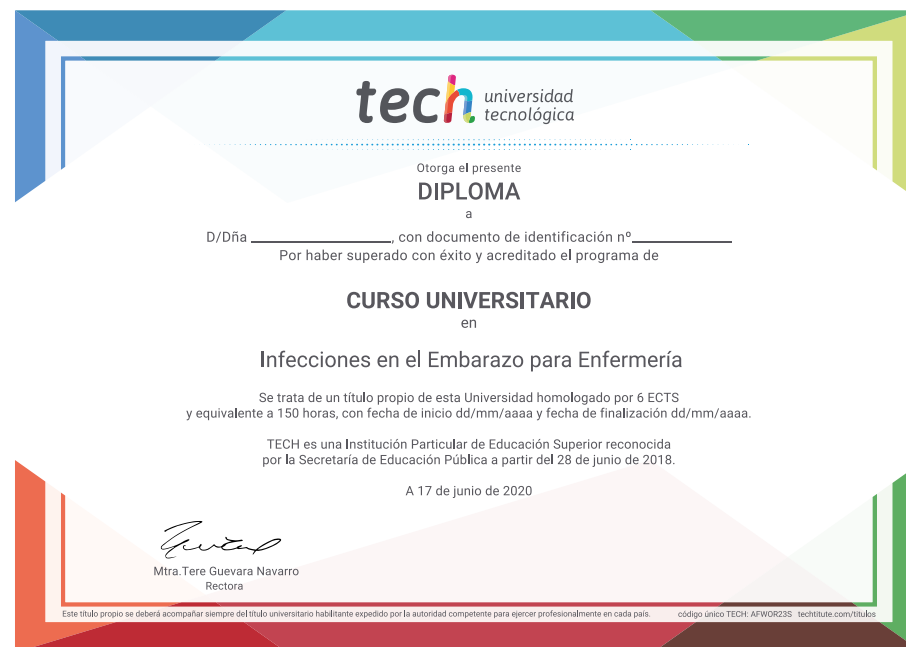 tech universidad
tecnológica
Otorga el presente
DIPLOMA
a
D/Dña ____________________, con documento de identificación nº______________
Por haber superado con éxito y acreditado el programa de
CURSO UNIVERSITARIO
en
Infecciones en el Embarazo para Enfermería
Se trata de un título propio de esta Universidad homologado por 6 ECTS
y equivalente a 150 horas, con fecha de inicio dd/mm/aaaa y fecha de finalización dd/mm/aaaa.
TECH es una Institución Particular de Educación Superior reconocida
por la Secretaría de Educación Pública a partir del 28 de junio de 2018.
A 17 de junio de 2020
Mtra.Tere Guevara Navarro
Rectora
Este título propio se deberá acompañar siempre del título universitario habilitante expedido por la autoridad competente para ejercer profesionalmente en cada país. código único TECH: AFWOR23S techtitute.com/titulos